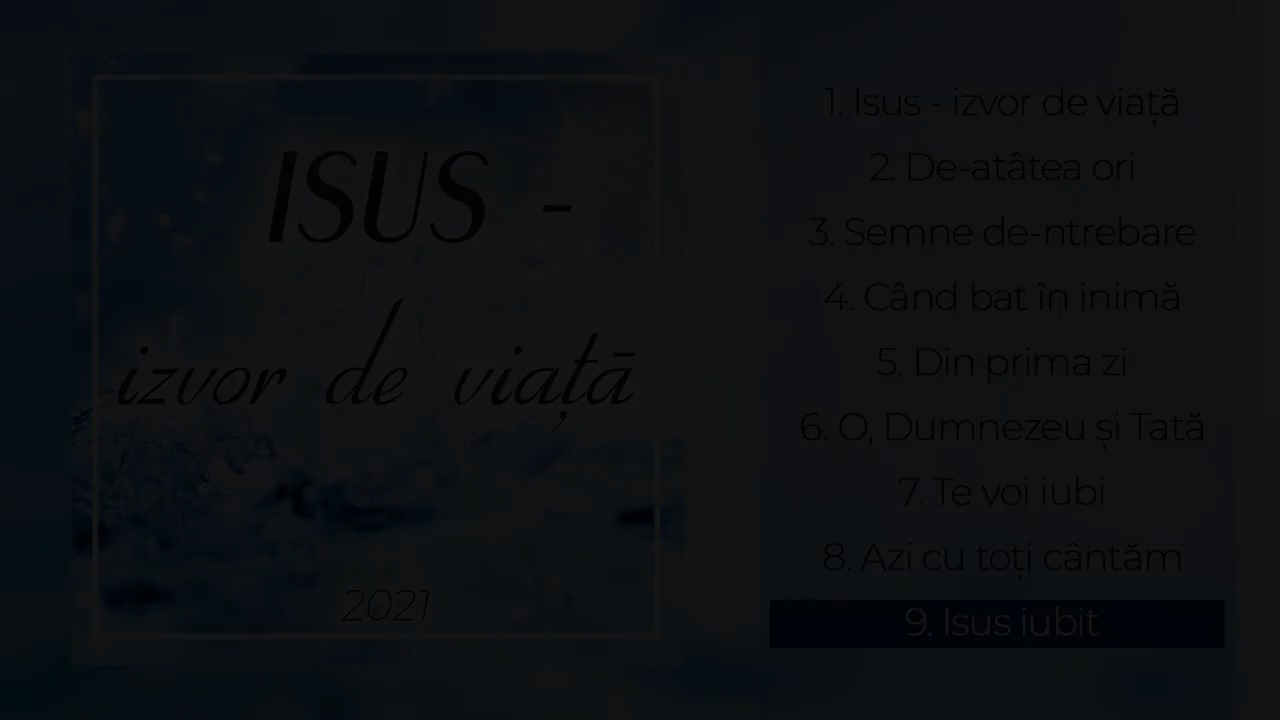 ISUS -
izvor de viață
2021
1. Isus - izvor de viață
2. De-atâtea ori
3. Semne de-ntrebare
4. Când bat în inimă
5. Din prima zi
6. O, Dumnezeu și Tată
7. Te voi iubi
8. Azi cu toți cântăm
9. Isus iubit